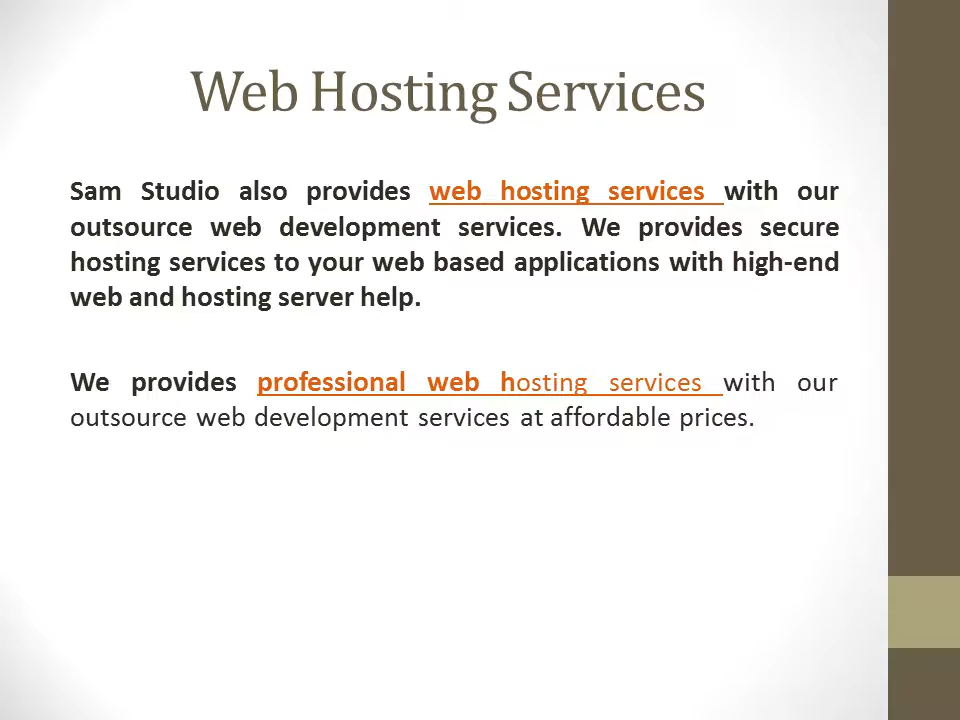 Web Hosting Services
Sam Studio also provides web hosting services with our
outsource web development services. We provides secure
hosting services to your web based applications with high-end
web and hosting server help.
We provides professional web hosting services with our
outsource web development services at affordable prices.